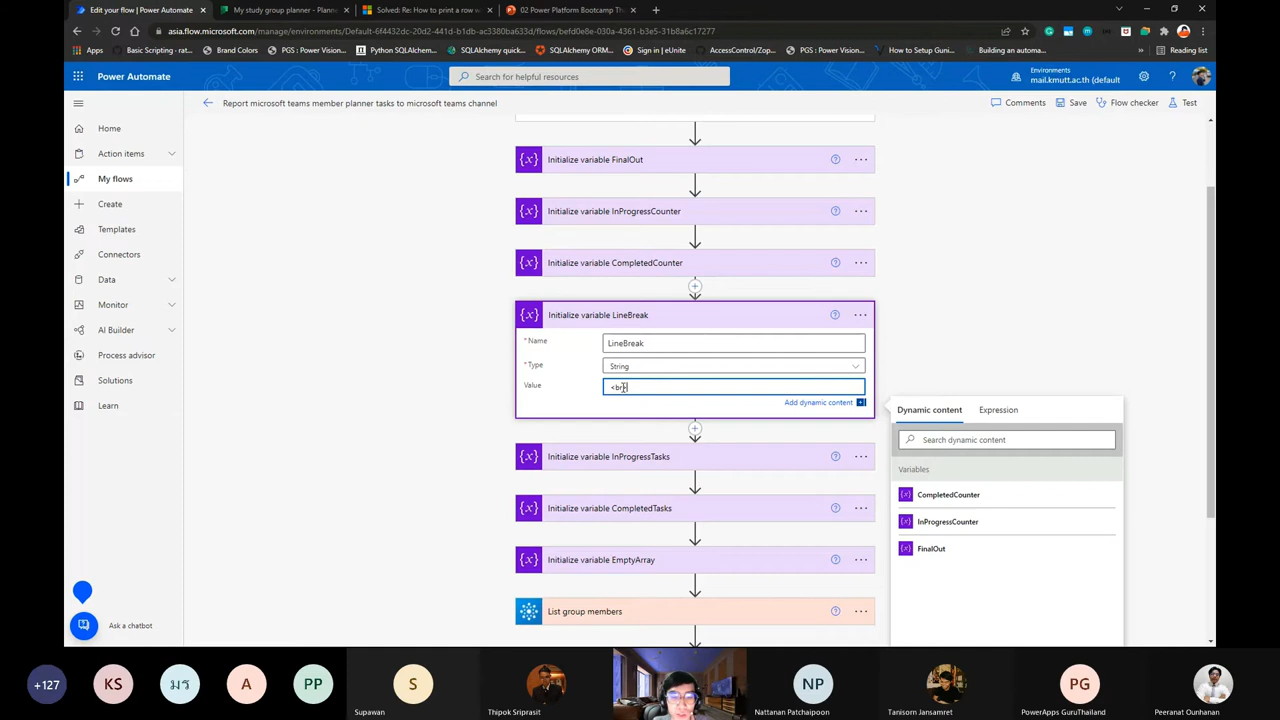 Edit your flow | Power Automate
My study group planner - Planne
Solved: Re: How to print a row w
02 Power Platform Bootcamp Th
asia.flow.microsoft.com/manage/environments/Default-6f4432dc-20d2-441d-b1db-ac3380ba633d/flows/befd0e8e-030b-0059-1aa6-d31b45c17277
Apps
Basic Scripting - rat...
Brand Colors
PGS : Power Vision...
Python SQLAlchemy
SQLAlchemy quick...
SQLAlchemy ORM...
Sign in | eUnite
AccessControl/Zop...
PGS : Power Vision...
How to Setup Guni...
Building an automa...
Reading list
Power Automate
Search for helpful resources
Environments
mail.kmutt.ac.th (default
Report microsoft teams member planner tasks to microsoft teams channel
Comments
Save
Flow checker
Test
Home
Action items
My flows
Create
Templates
Connectors
Data
Monitor
AI Builder
Process advisor
Solutions
Learn
Ask a chatbot
Initialize variable FinalOut
Initialize variable InProgressCounter
Initialize variable CompletedCounter
Initialize variable LineBreak
* Name
LineBreak
* Type
String
Value
Add dynamic content
Initialize variable InProgressTasks
Initialize variable CompletedTasks
Initialize variable EmptyArray
List group members
Dynamic content
Expression
Search dynamic content
Variables
CompletedCounter
InProgressCounter
FinalOut
+127
KS
มร
A
PP
S
Supawan
Thipok Sriprasit
NP
Nattanan Patchaipoon
Tanisorn Jansamret
PG
PowerApps GuruThailand
Peeranat Ounhanan